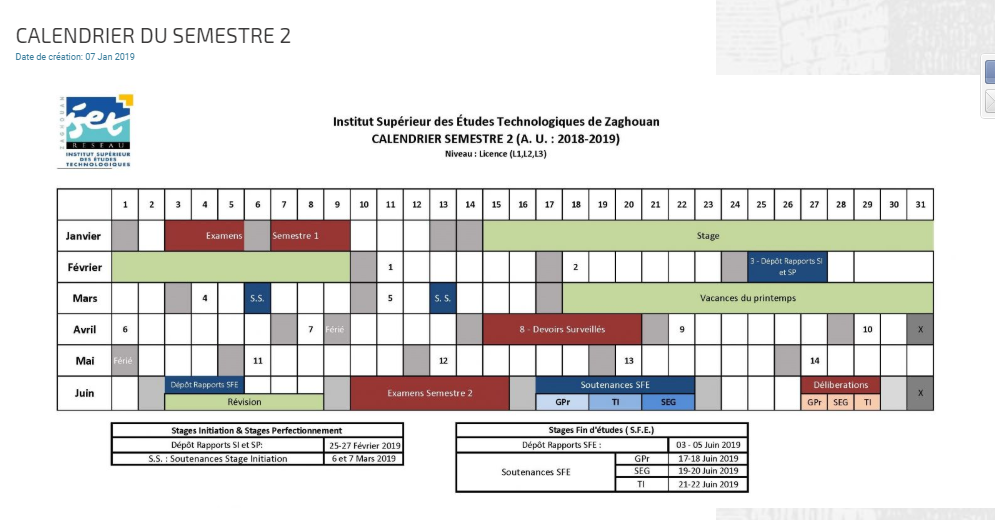 CALENDRIER DU SEMESTRE 2
Date de création: 07 Jan 2019
ZAGHOUAN
iset
RESEAU
INSTITUT SUPÉRIEUR
DES ÉTUDES
TECHNOLOGIQUES
Institut Supérieur des Études Technologiques de Zaghouan
CALENDRIER SEMESTRE 2 (A. U. : 2018-2019)
Niveau : Licence (L1,L2,L3)
1 2 3 4 5 6 7 8 9 10 11 12 13 14 15 16 17 18 19 20 21 22 23 24 25 26 27 28 29 30 31
Janvier Examens Semestre 1 Stage
Février 1 2 3 - Dépôt Rapports SI
et SP
Mars 4 S.S. 5 S. S. Vacances du printemps
Avril 6 7 Férié 8 - Devoirs Surveillés 9 10 X
Mai Férié 11 12 13 14
Juin Dépôt Rapports SFE Examens Semestre 2 Soutenances SFE Déliberations X
Révision GPr TI SEG GPr SEG TI
Stages Initiation & Stages Perfectionnement
Dépôt Rapports SI et SP: 25-27 Février 2019
S.S. : Soutenances Stage Initiation 6 et 7 Mars 2019
Stages Fin d'études ( S.F.E.)
Dépôt Rapports SFE : 03 - 05 Juin 2019
Soutenances SFE GPr 17-18 Juin 2019
SEG 19-20 Juin 2019
TI 21-22 Juin 2019